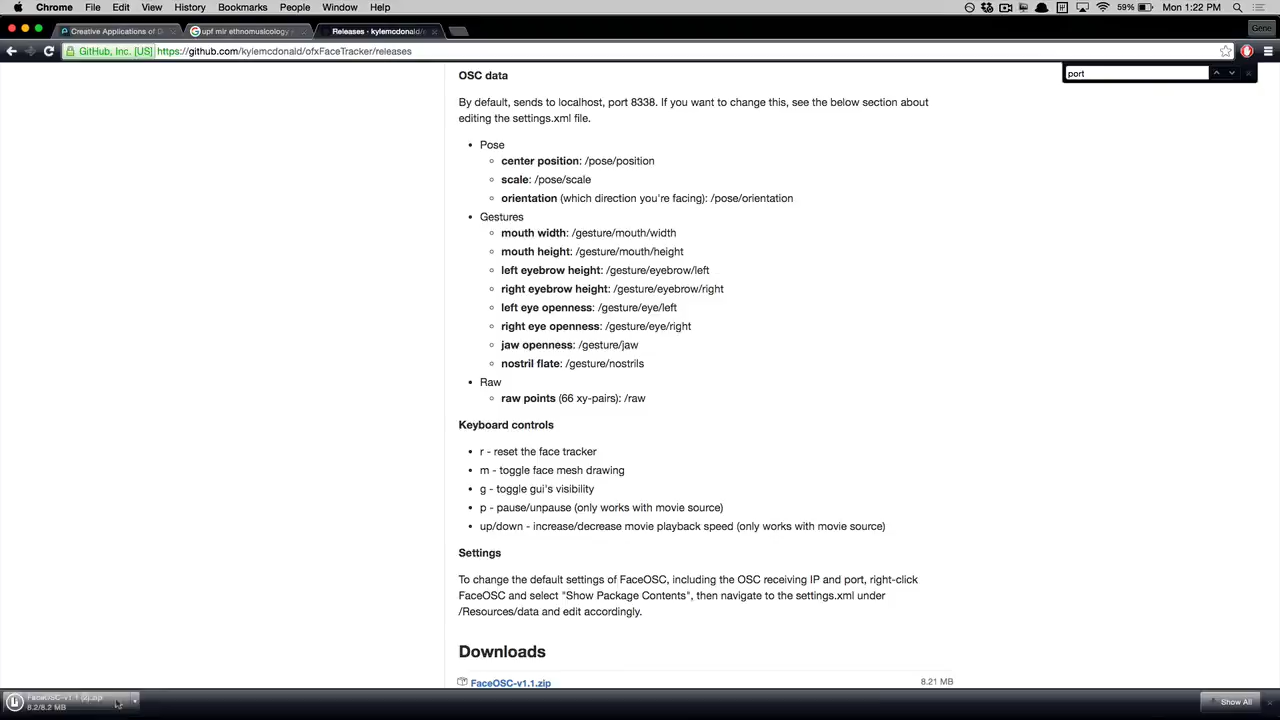 Chrome File Edit View History Bookmarks People Window Help 59% Mon 1:22 PM
Creative Applications of D upf mir ethnomusicology Releases · kylemcdonald/o Gene
GitHub, Inc. [US] https://github.com/kylemcdonald/ofxFaceTracker/releases
port
OSC data
By default, sends to localhost, port 8338. If you want to change this, see the below section about
editing the settings.xml file.
Pose
center position: /pose/position
scale: /pose/scale
orientation (which direction you're facing): /pose/orientation
Gestures
mouth width: /gesture/mouth/width
mouth height: /gesture/mouth/height
left eyebrow height: /gesture/eyebrow/left
right eyebrow height: /gesture/eyebrow/right
left eye openness: /gesture/eye/left
right eye openness: /gesture/eye/right
jaw openness: /gesture/jaw
nostril flate: /gesture/nostrils
Raw
raw points (66 xy-pairs): /raw
Keyboard controls
r - reset the face tracker
m - toggle face mesh drawing
g - toggle gui's visibility
p - pause/unpause (only works with movie source)
up/down - increase/decrease movie playback speed (only works with movie source)
Settings
To change the default settings of FaceOSC, including the OSC receiving IP and port, right-click
FaceOSC and select "Show Package Contents", then navigate to the settings.xml under
/Resources/data and edit accordingly.
Downloads
FaceOSC-v1.1.zip 8.21 MB
8.2/8.2 MB
Show All